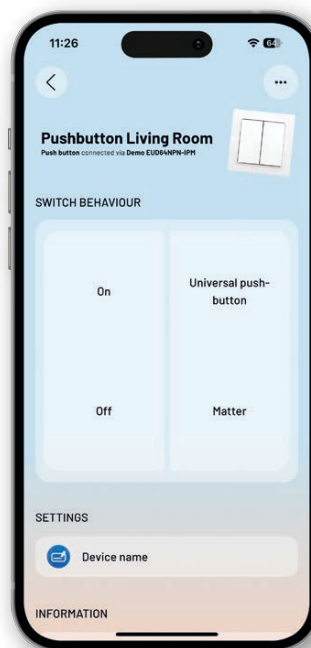 11:26
64
Pushbutton Living Room
Push button connected via Demo EUD64NPN-IPM
SWITCH BEHAVIOUR
On
Universal push-
button
Off
Matter
SETTINGS
Device name
INFORMATION